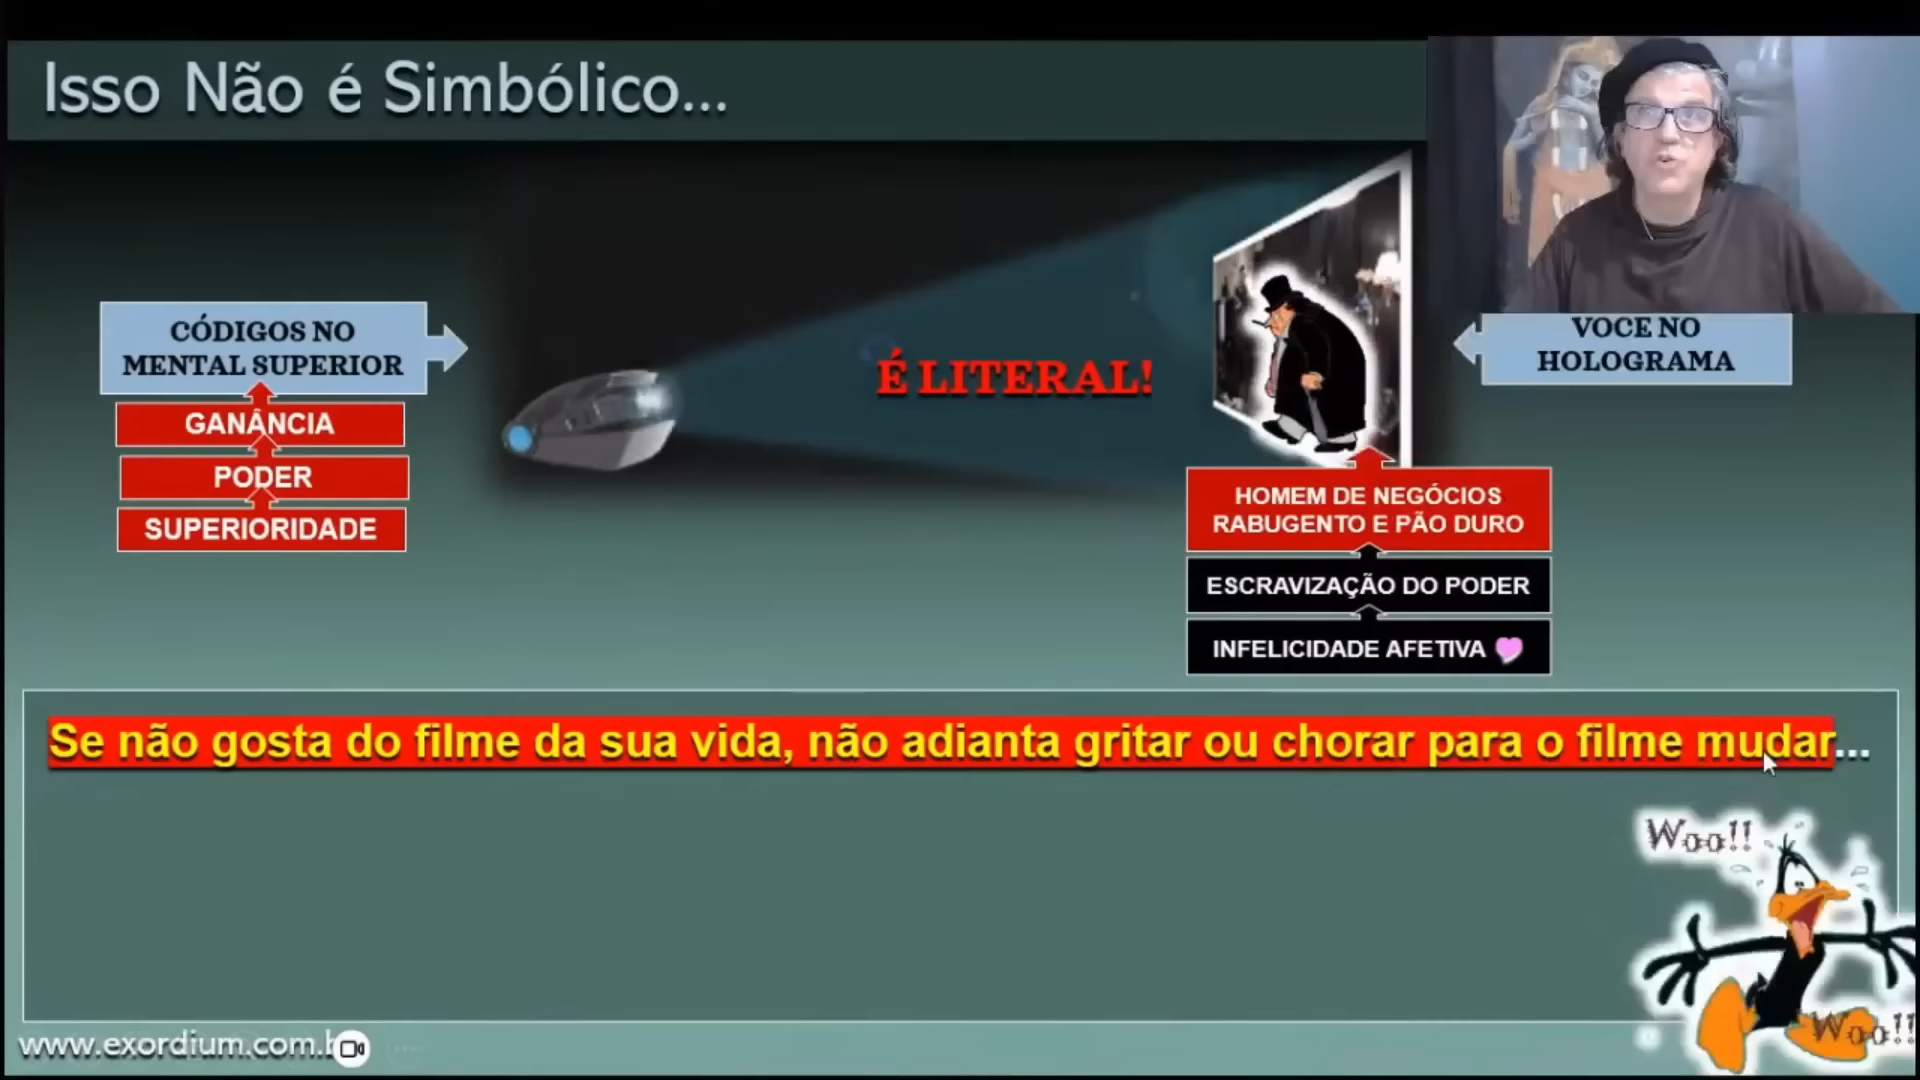 Isso Não é Simbólico...
CÓDIGOS NO
MENTAL SUPERIOR
GANÂNCIA
PODER
SUPERIORIDADE
É LITERAL!
VOCE NO
HOLOGRAMA
HOMEM DE NEGÓCIOS
RABUGENTO E PÃO DURO
ESCRAVIZAÇÃO DO PODER
INFELICIDADE AFETIVA
Se não gosta do filme da sua vida, não adianta gritar ou chorar para o filme mudar...
Woo!!
Woo!!
www.exordium.com.b